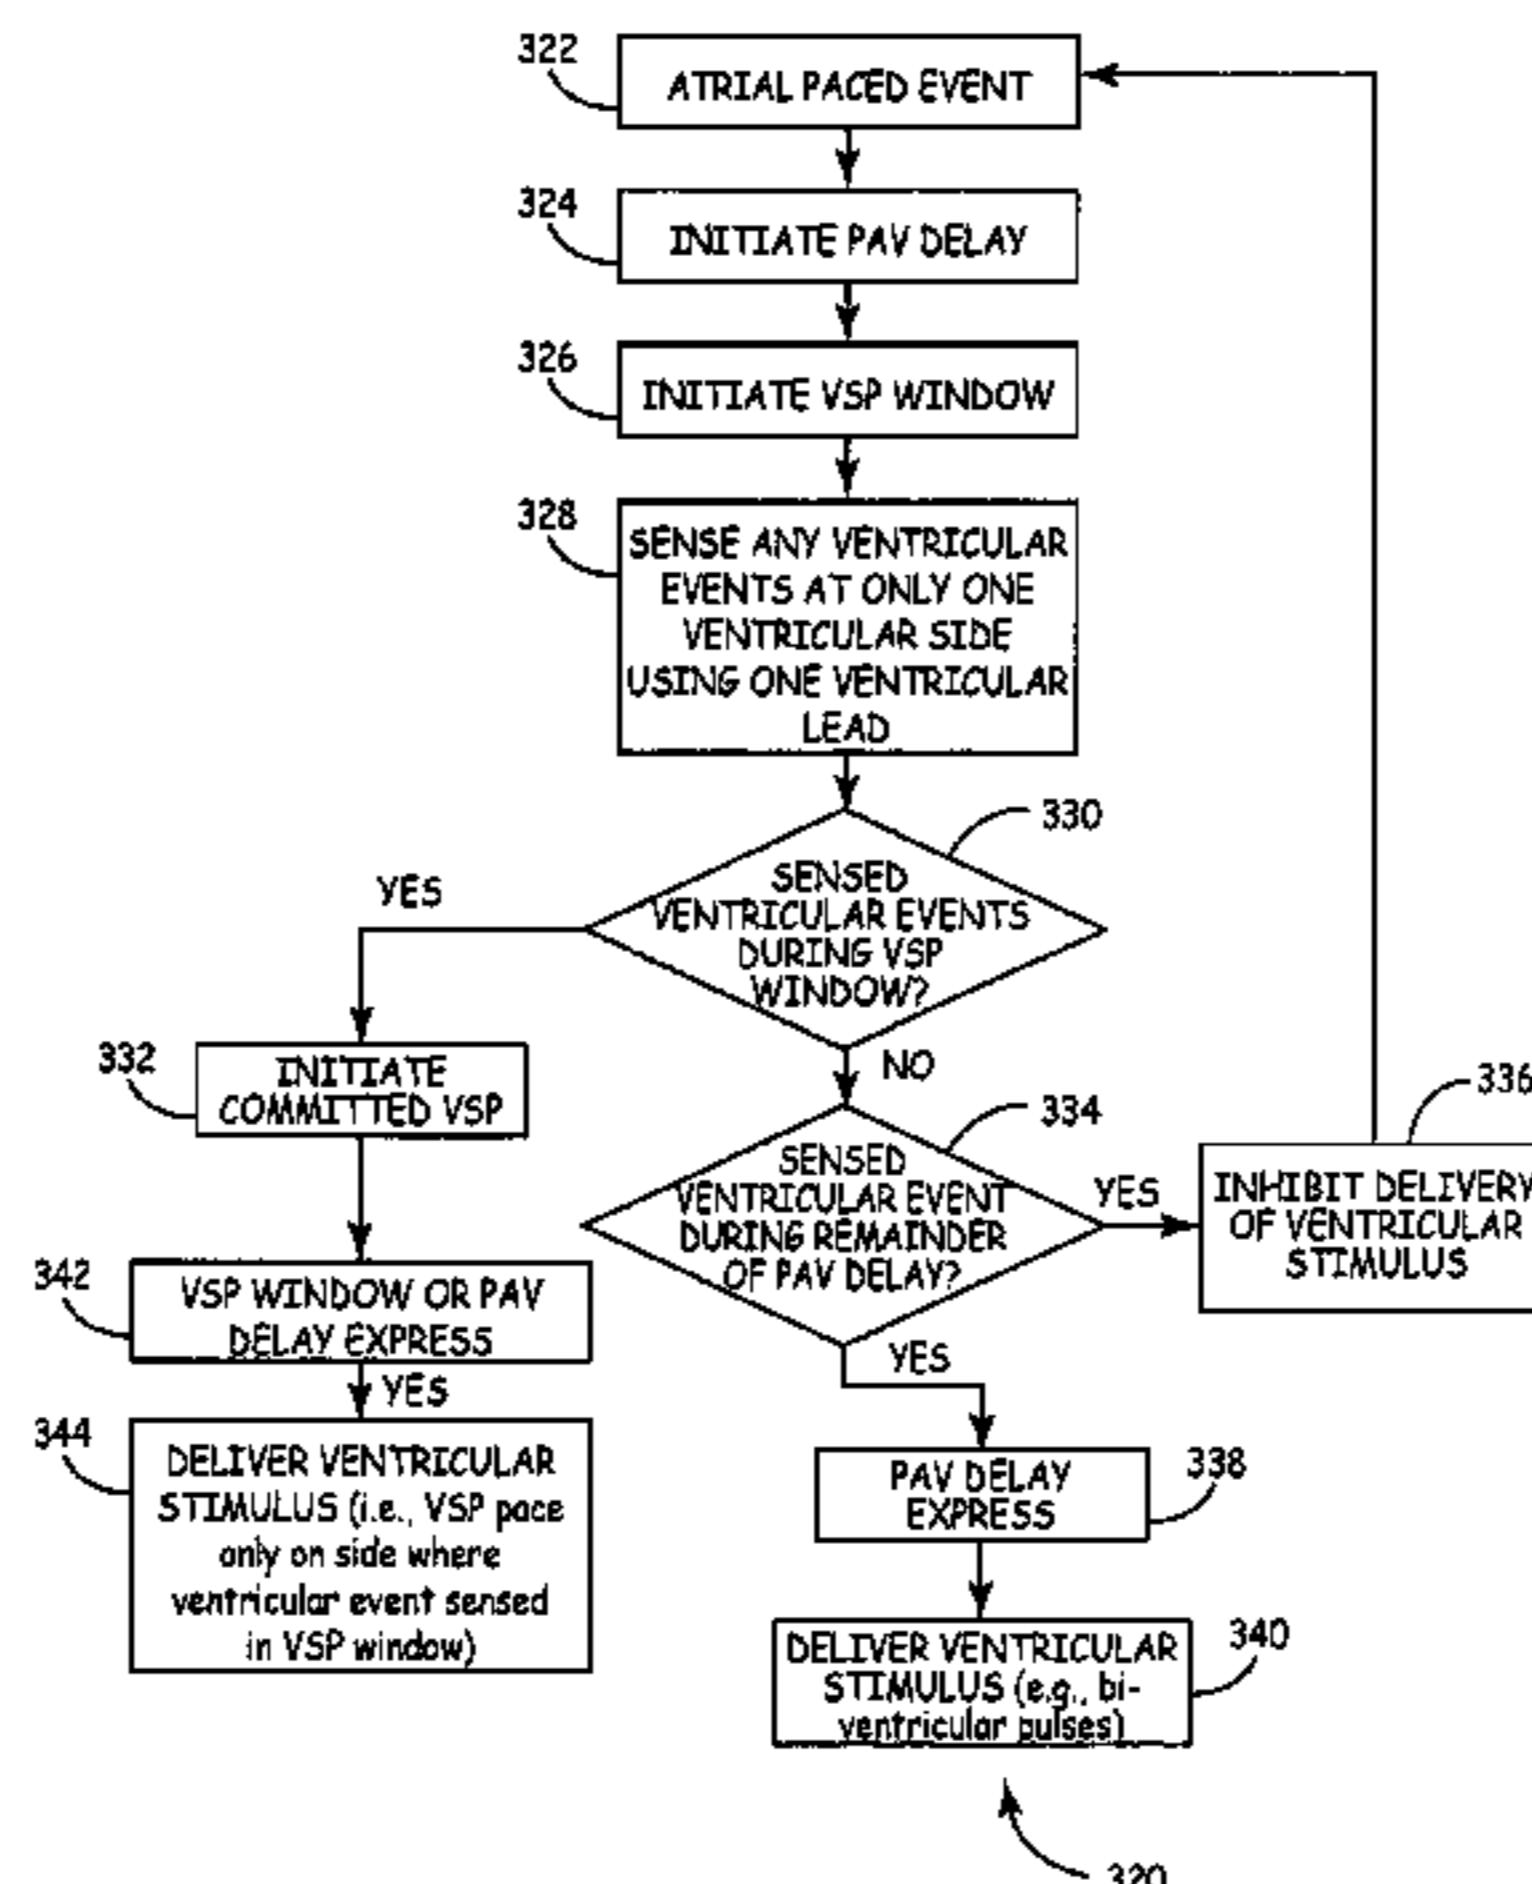 322
ATRIAL PACED EVENT
324
INITIATE PAV DELAY
326
INITIATE VSP WINDOW
328
SENSE ANY VENTRICULAR
EVENTS AT ONLY ONE
VENTRICULAR SIDE
USING ONE VENTRICULAR
LEAD
330
SENSED
VENTRICULAR EVENTS
DURING VSP
WINDOW?
YES
NO
332
INITIATE
COMMITTED VSP
334
SENSED
VENTRICULAR EVENT
DURING REMAINDER
OF PAV DELAY?
YES
336
INHIBIT DELIVERY
OF VENTRICULAR
STIMULUS
342
VSP WINDOW OR PAV
DELAY EXPRESS
YES
YES
344
DELIVER VENTRICULAR
STIMULUS (i.e., VSP pace
only on side where
ventricular event sensed
in VSP window)
PAV DELAY
EXPRESS
338
DELIVER VENTRICULAR
STIMULUS (e.g., bi-
ventricular pulses)
340
320